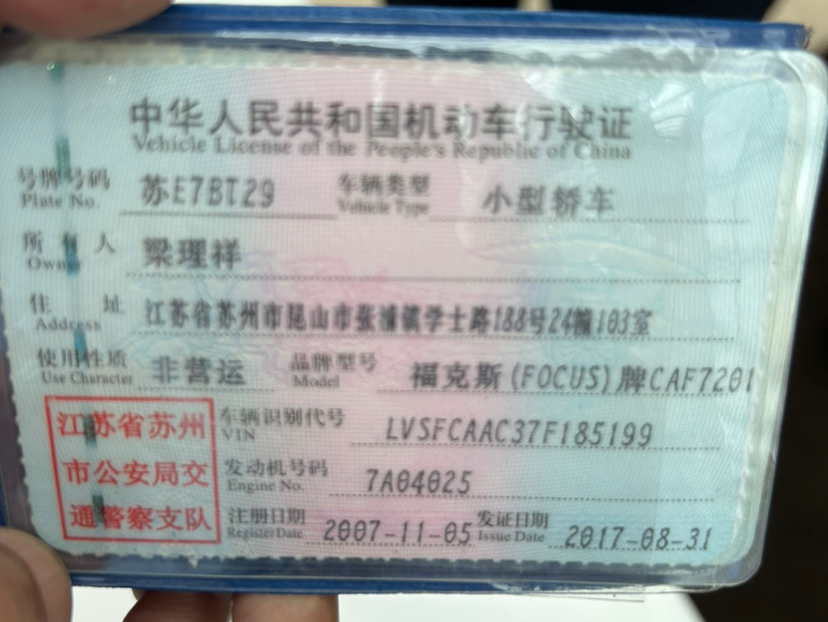 中华人民共和国机动车行驶证
Vehicle License of the People's Republic of China
号牌号码 Plate No. 苏E7BT29 车辆类型 Vehicle Type 小型轿车
所有人 Owner 梁理祥
住址 Address 江苏省苏州市昆山市张浦镇学士路188号24幢103室
使用性质 Use Character 非营运 品牌型号 Model 福克斯(FOCUS)牌CAF7201
车辆识别代号 VIN LVSFCAAC37F185199
发动机号码 Engine No. 7A04025
注册日期 Register Date 2007-11-05 发证日期 Issue Date 2017-08-31
江苏省苏州
市公安局交
通警察支队